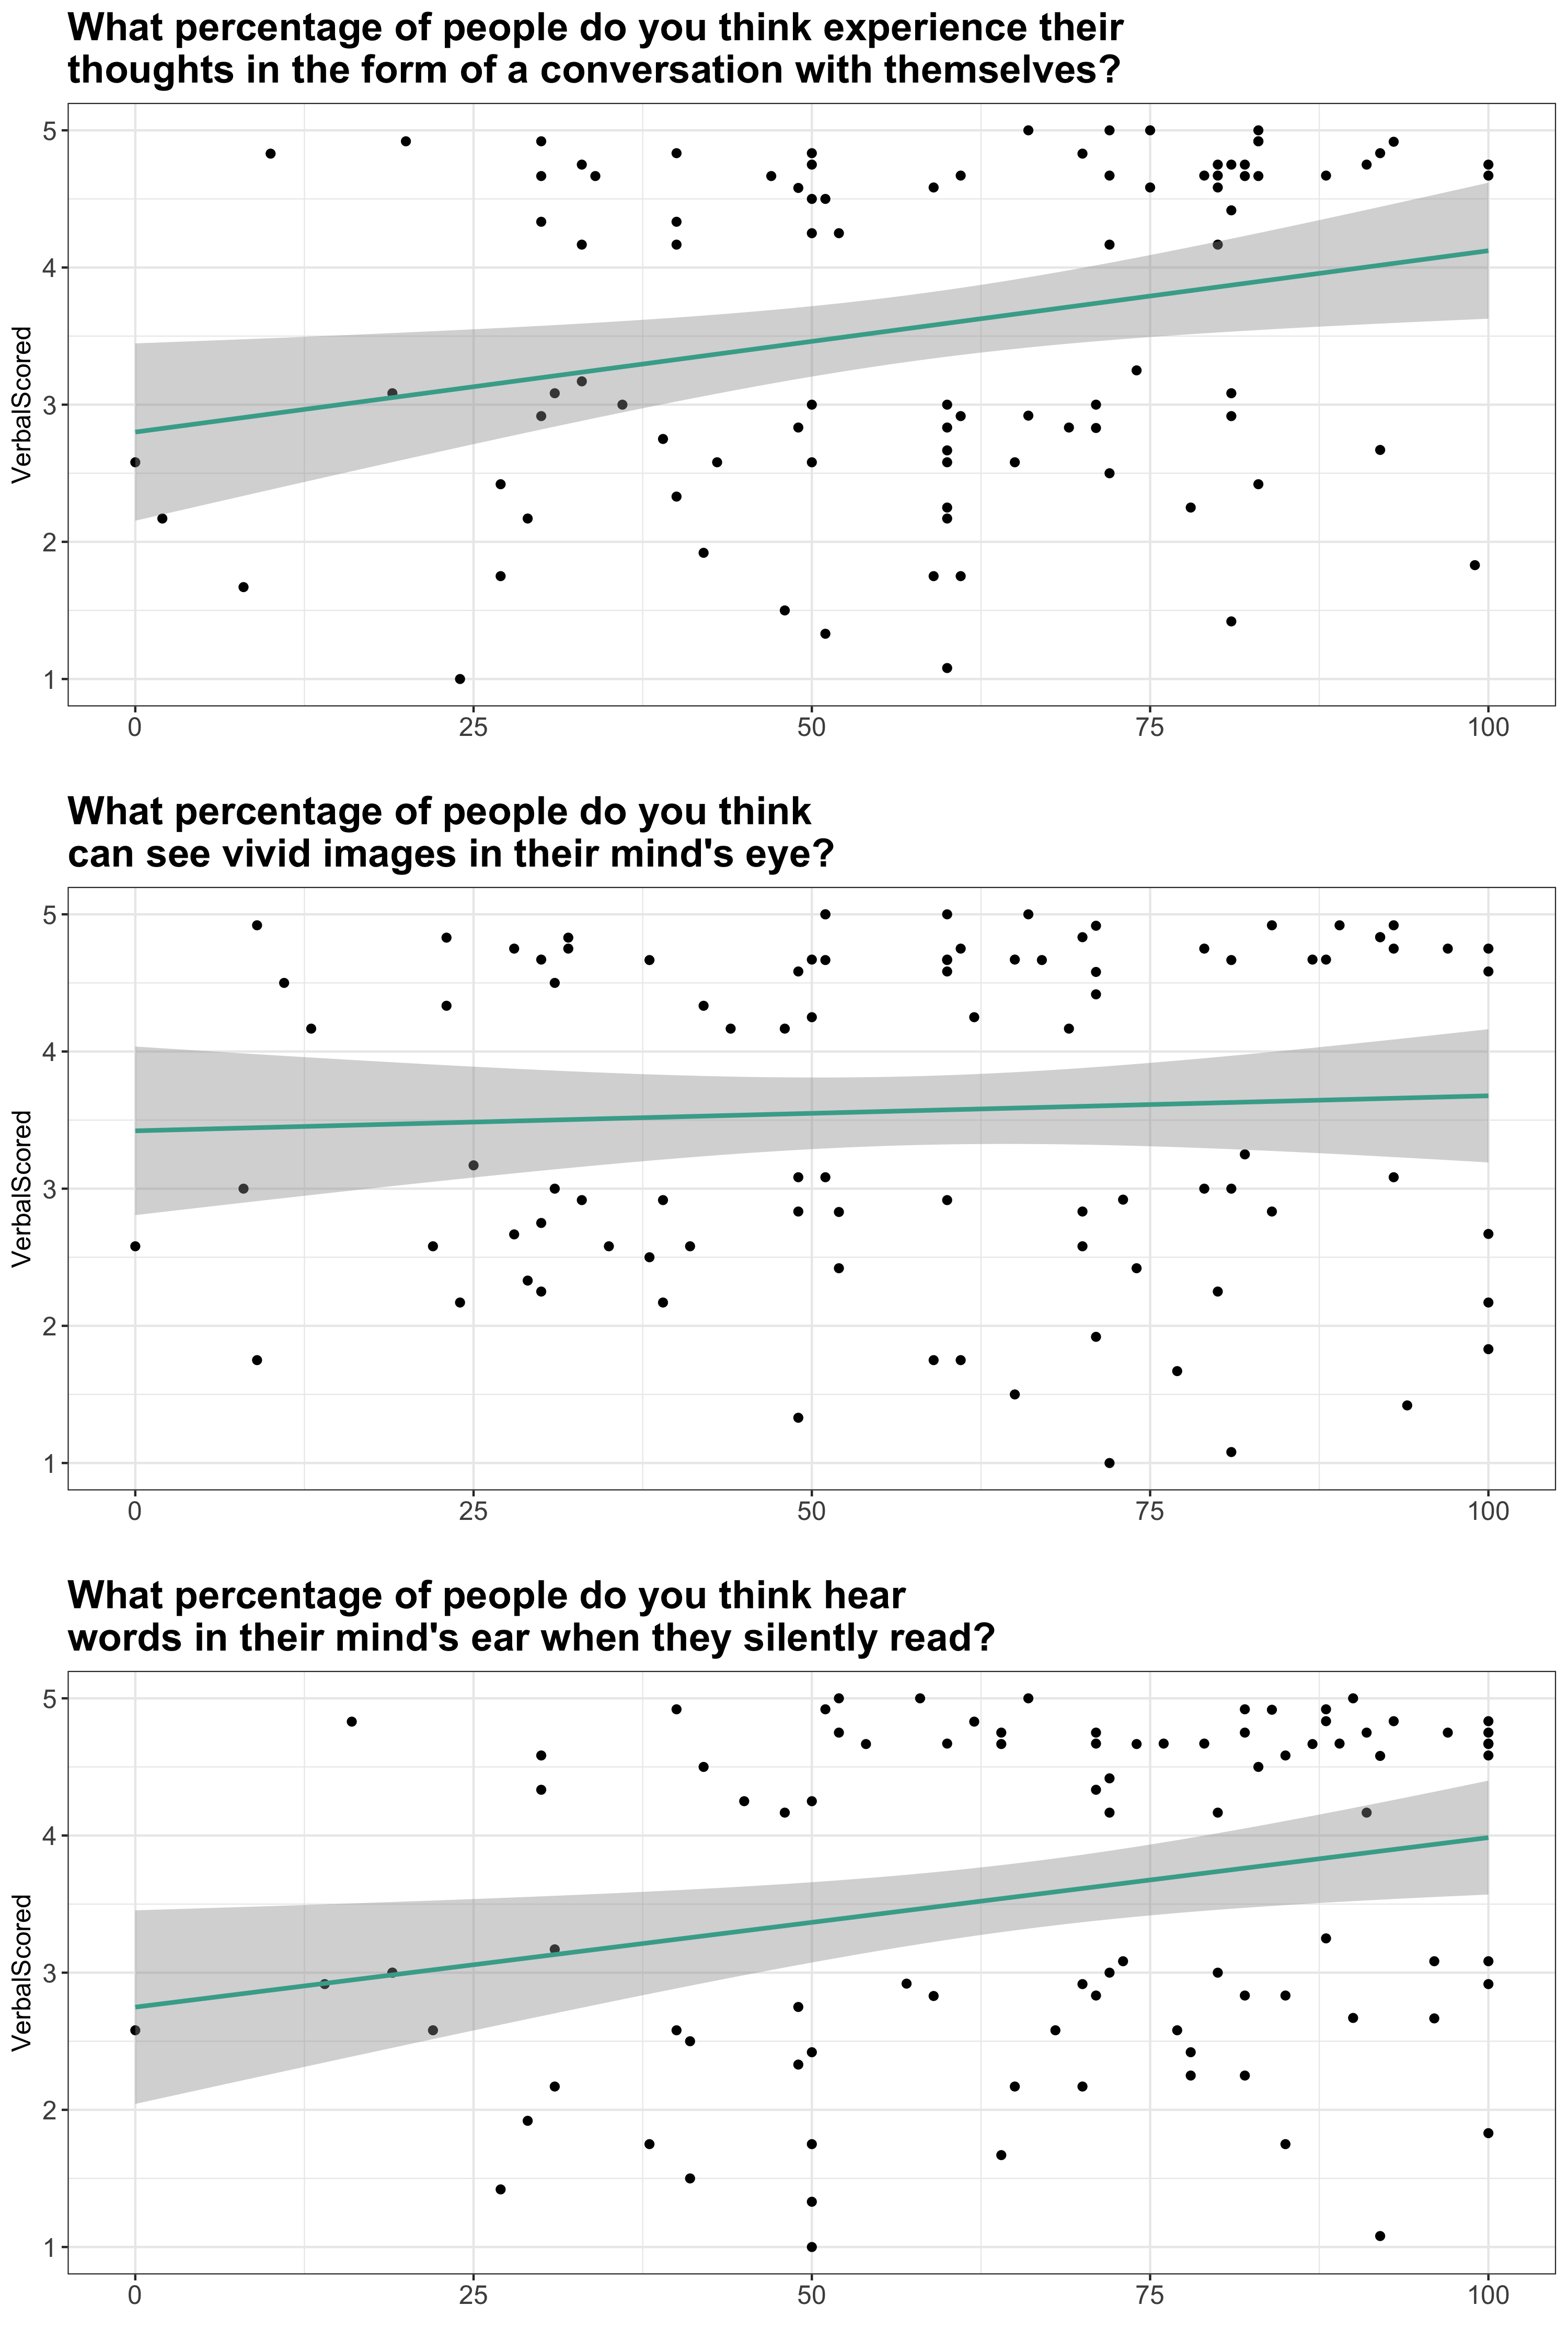 What percentage of people do you think experience their
thoughts in the form of a conversation with themselves?
5
4
3
2
1
VerbalScored
0 25 50 75 100
What percentage of people do you think
can see vivid images in their mind's eye?
5
4
3
2
1
VerbalScored
0 25 50 75 100
What percentage of people do you think hear
words in their mind's ear when they silently read?
5
4
3
2
1
VerbalScored
0 25 50 75 100